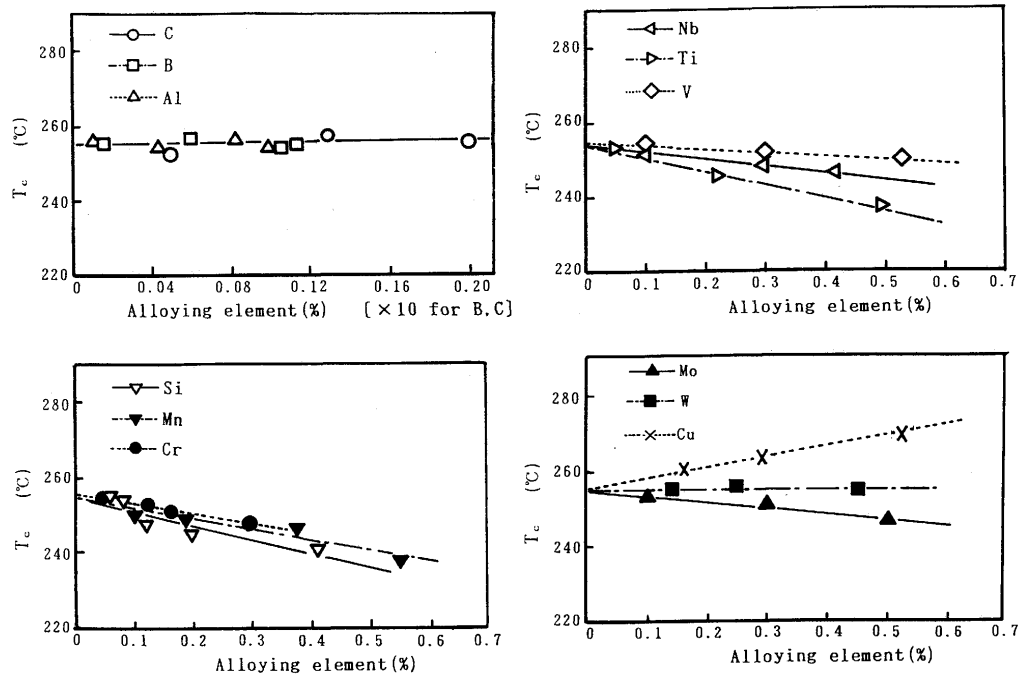 C
B
Al
280
260
240
220
T c (℃)
0 0.04 0.08 0.12 0.16 0.20
Alloying element(%) [×10 for B,C]
Nb
Ti
V
280
260
240
220
T c (℃)
0 0.1 0.2 0.3 0.4 0.5 0.6 0.7
Alloying element(%)
Si
Mn
Cr
280
260
240
220
T c (℃)
0 0.1 0.2 0.3 0.4 0.5 0.6 0.7
Alloying element(%)
Mo
W
Cu
280
260
240
220
T c (℃)
0 0.1 0.2 0.3 0.4 0.5 0.6 0.7
Alloying element(%)